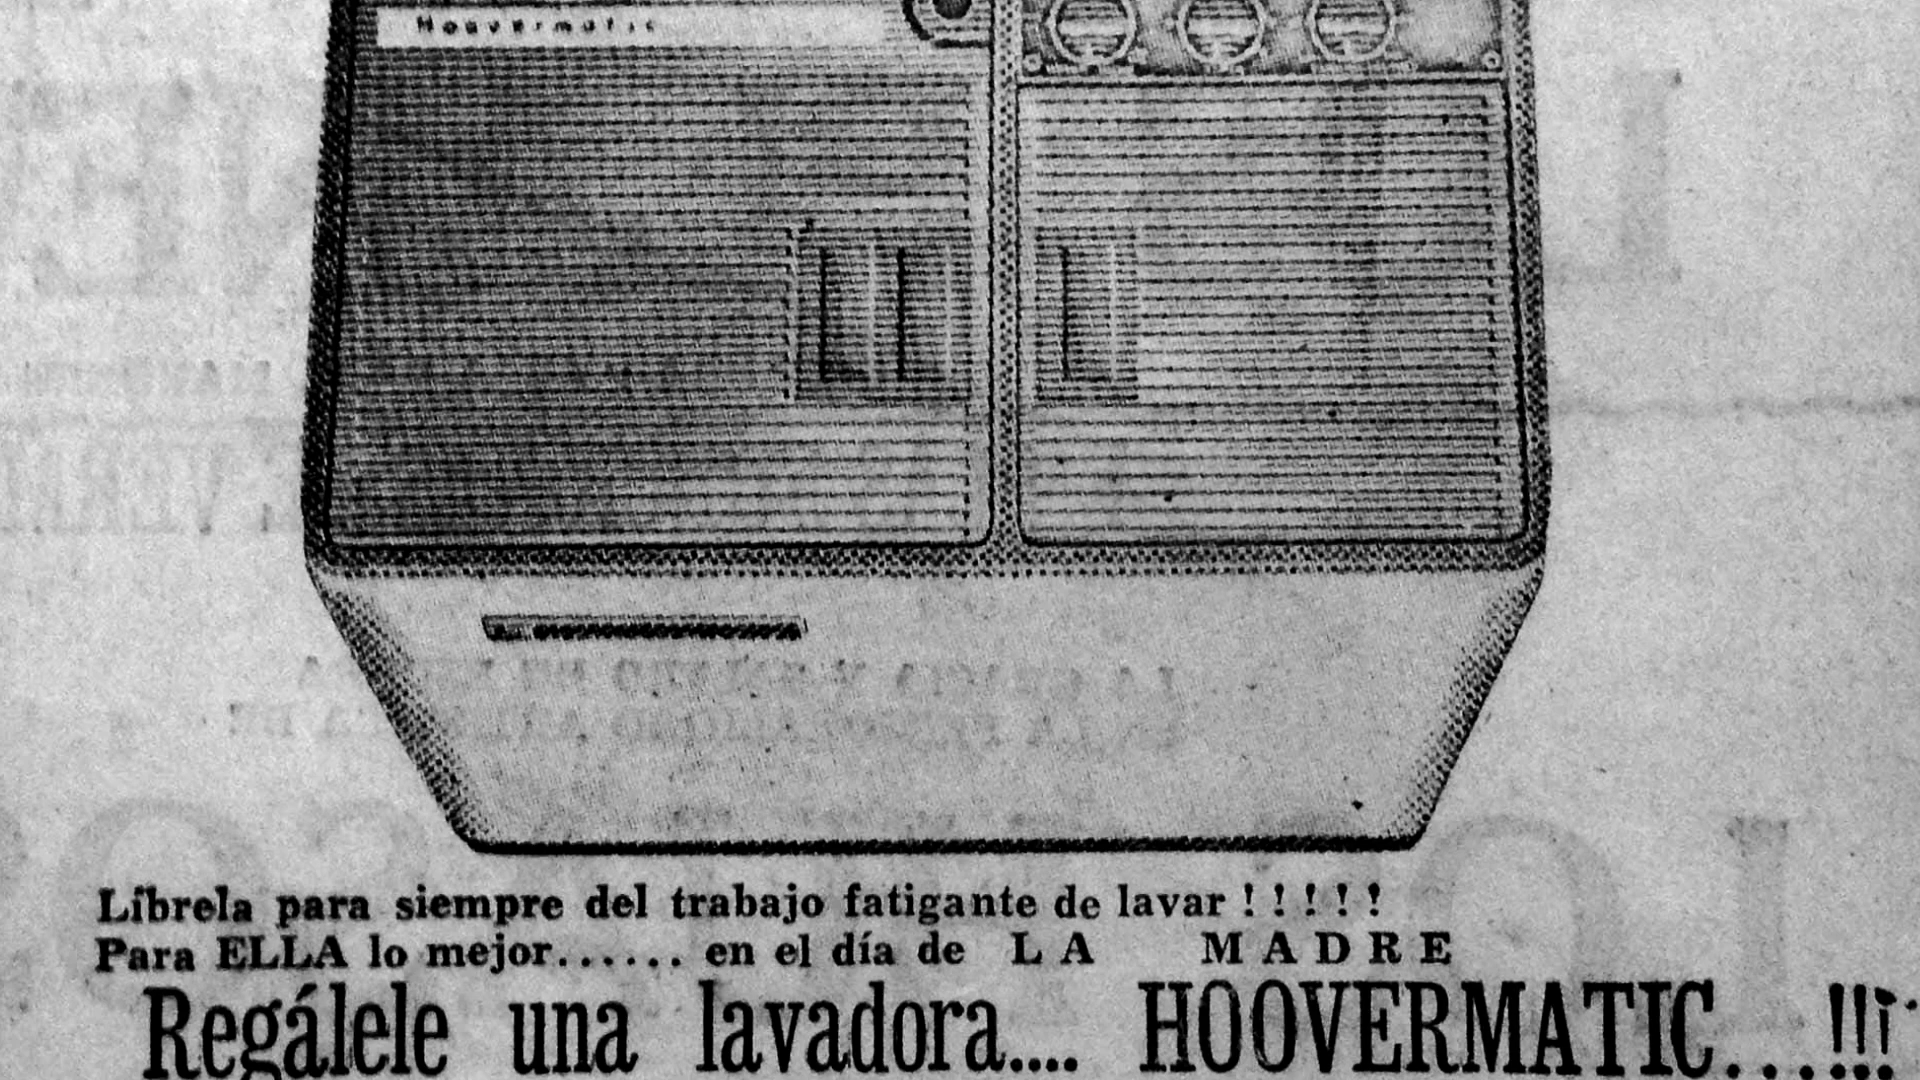 Hoovermatic
Líbrela para siempre del trabajo fatigante de lavar ! ! ! ! !
Para ELLA lo mejor...... en el día de LA MADRE
Regálele una lavadora.... HOOVERMATIC...!!¡